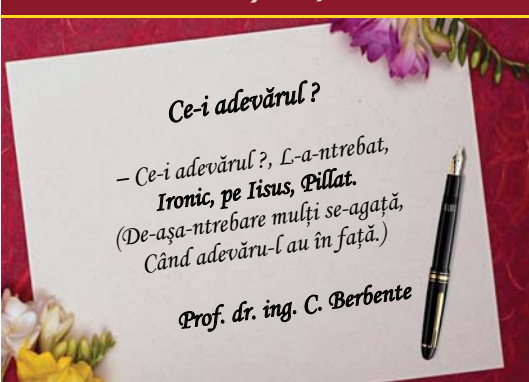 Ce-i adevărul ?
– Ce-i adevărul ?, L-a-ntrebat,
Ironic, pe Iisus, Pillat.
(De-aşa-ntrebare mulţi se-agaţă,
Când adevăru-l au în faţă.)
Prof. dr. ing. C. Berbente